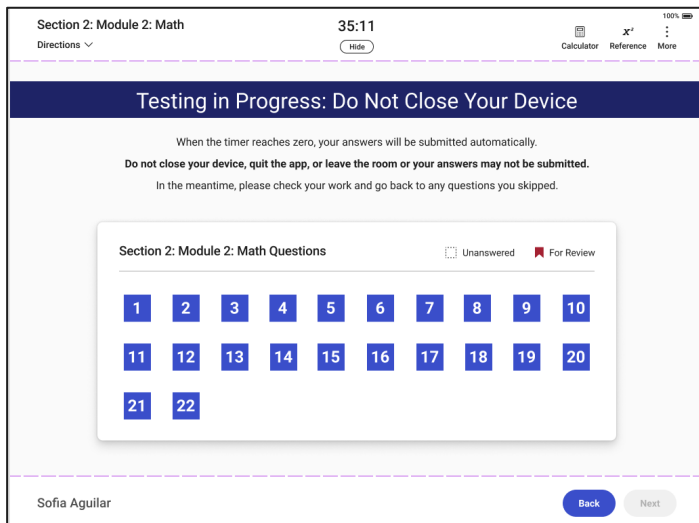 Section 2: Module 2: Math
Directions
35:11
Hide
100%
Calculator
Reference
More
x²
Testing in Progress: Do Not Close Your Device
When the timer reaches zero, your answers will be submitted automatically.
Do not close your device, quit the app, or leave the room or your answers may not be submitted.
In the meantime, please check your work and go back to any questions you skipped.
Section 2: Module 2: Math Questions
Unanswered
For Review
1 2 3 4 5 6 7 8 9 10
11 12 13 14 15 16 17 18 19 20
21 22
Sofia Aguilar
Back
Next